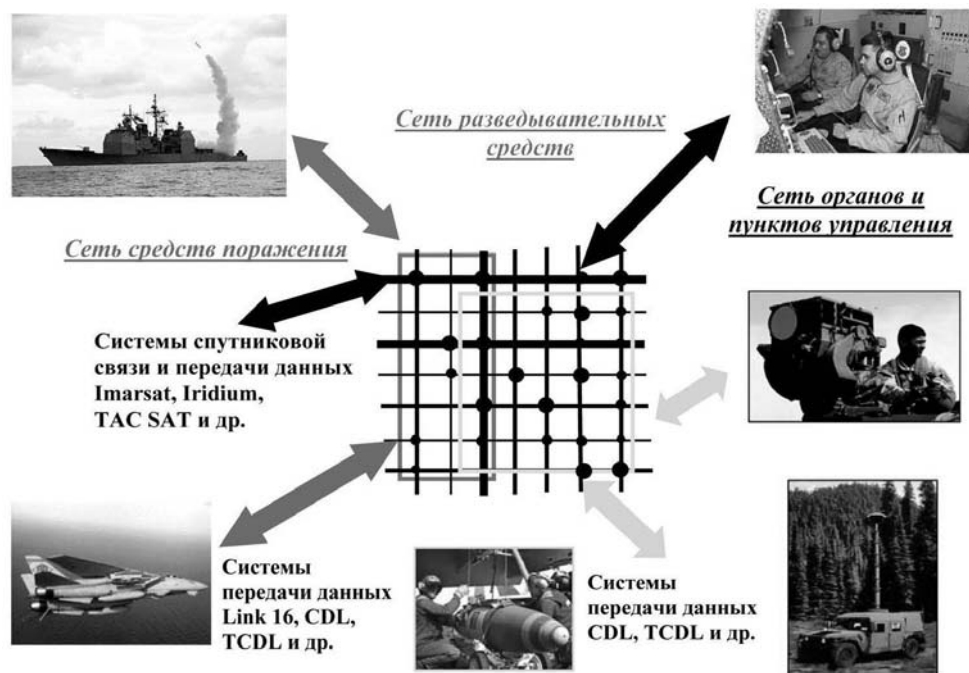 Сеть разведывательных
средств
Сеть органов и
пунктов управления
Сеть средств поражения
Системы спутниковой
связи и передачи данных
Imarsat, Iridium,
TAC SAT и др.
Системы
передачи данных
Link 16, CDL,
TCDL и др.
Системы
передачи данных
CDL, TCDL и др.